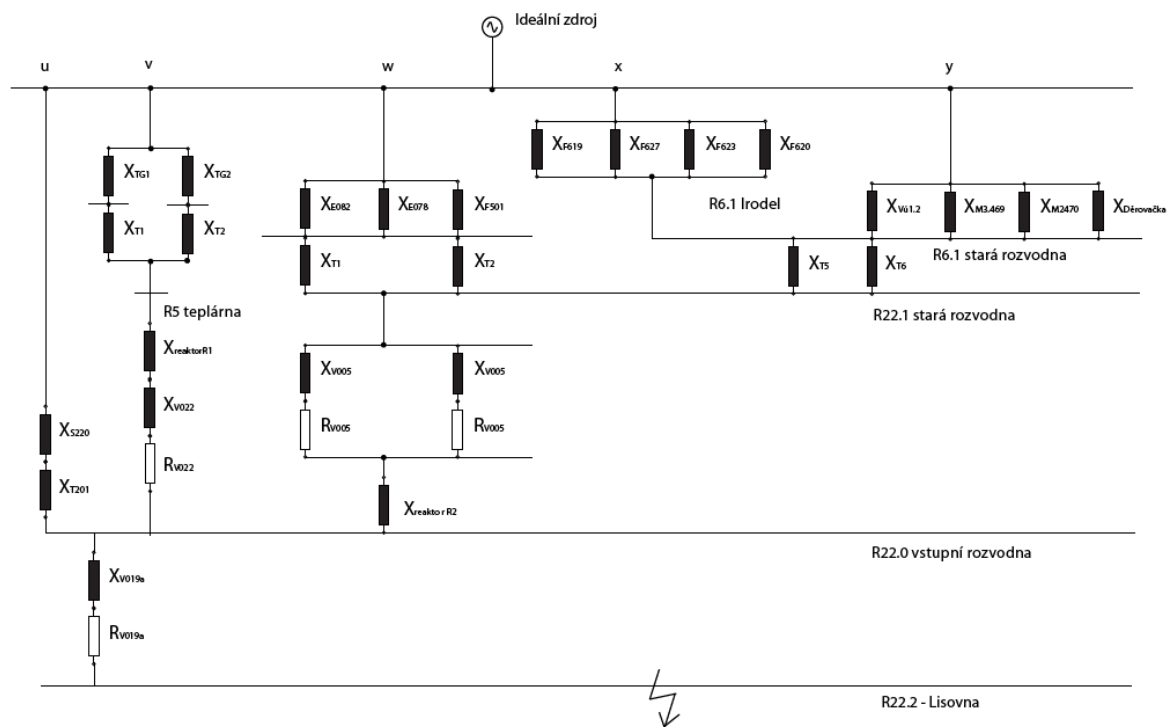 Ideální zdroj
u
v
w
x
y
XTG1
XTG2
XT1
XT2
R5 teplárna
XreaktorR1
XV022
RV022
XS220
XT201
XE082
XE078
XF501
XT1
XT2
XF619
XF627
XF623
XF620
R6.1 Irodel
XVú1.2
XM3.469
XM2470
XDěrovačka
R6.1 stará rozvodna
XT5
XT6
R22.1 stará rozvodna
XV005
XV005
RV005
RV005
Xreaktor R2
R22.0 vstupní rozvodna
XV019a
RV019a
R22.2 - Lisovna